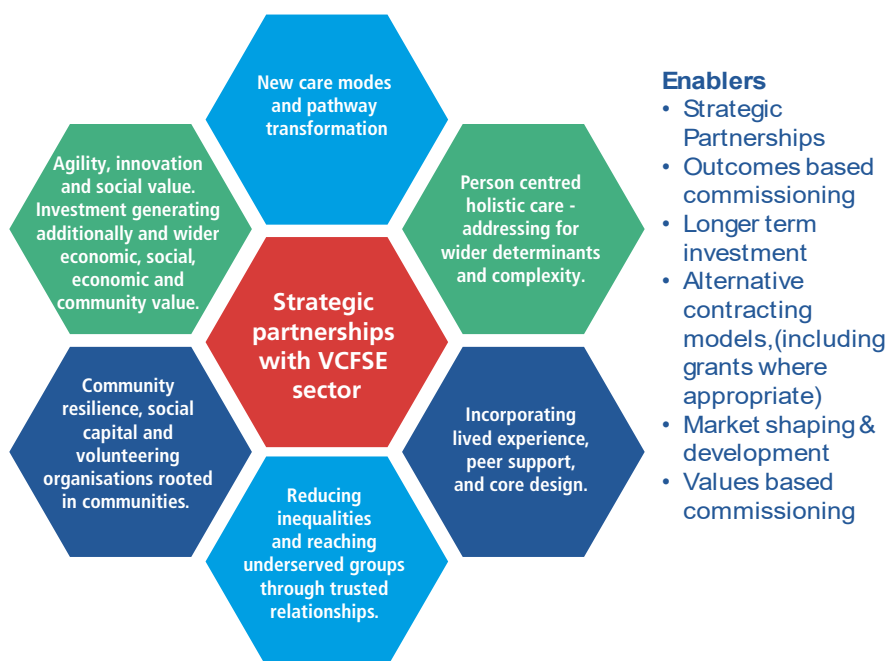 New care modes
and pathway
transformation
Agility, innovation
and social value.
Investment generating
additionally and wider
economic, social,
economic and
community value.
Person centred
holistic care -
addressing for
wider determinants
and complexity.
Strategic
partnerships
with VCFSE
sector
Community
resilience, social
capital and
volunteering
organisations rooted
in communities.
Incorporating
lived experience,
peer support,
and core design.
Reducing
inequalities
and reaching
underserved groups
through trusted
relationships.
Enablers
• Strategic
Partnerships
• Outcomes based
commissioning
• Longer term
investment
• Alternative
contracting
models,(including
grants where
appropriate)
• Market shaping &
development
• Values based
commissioning